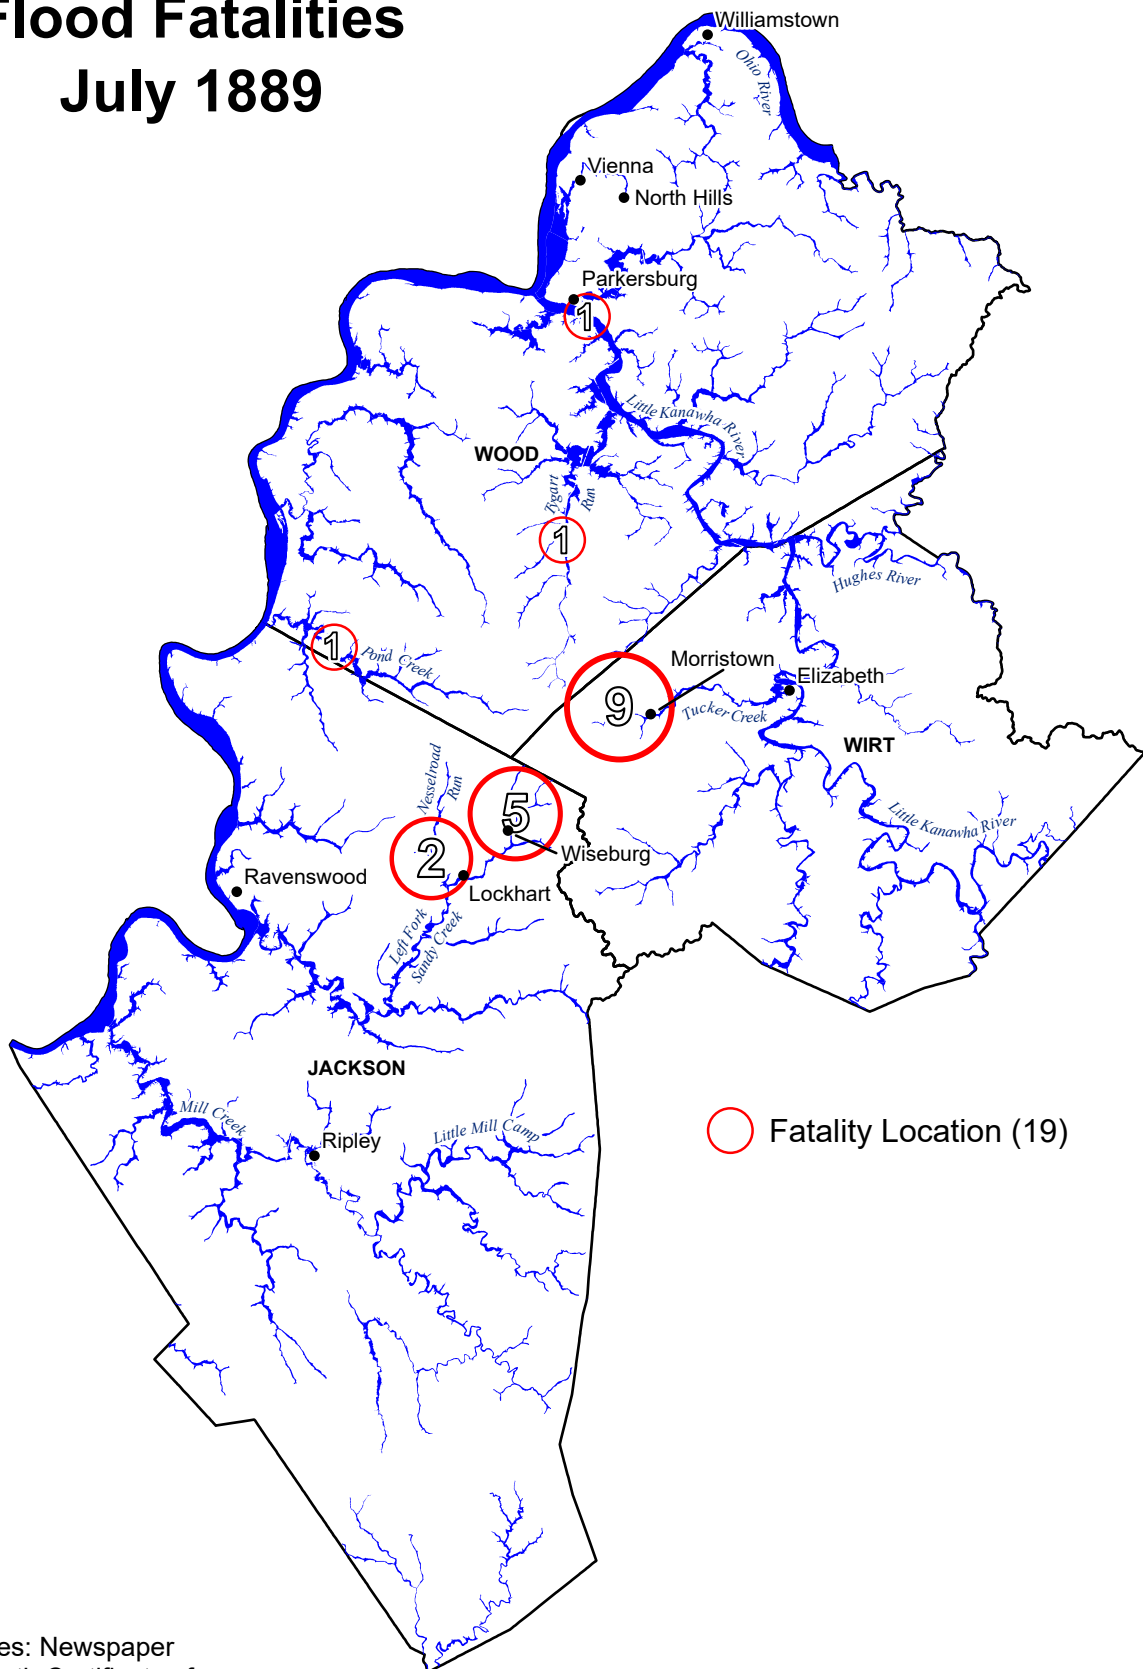 Flood Fatalities
July 1889
Williamstown
Ohio River
Vienna
North Hills
Parkersburg
1
Little Kanawha River
WOOD
Tygart
Run
1
Hughes River
1
Pond Creek
Morristown
Elizabeth
9
Tucker Creek
WIRT
Nesselroad
Run
5
Little Kanawha River
2
Wiseburg
Ravenswood
Lockhart
Left Fork
Sandy Creek
JACKSON
Mill Creek
Little Mill Camp
Ripley
Fatality Location (19)
es: Newspaper